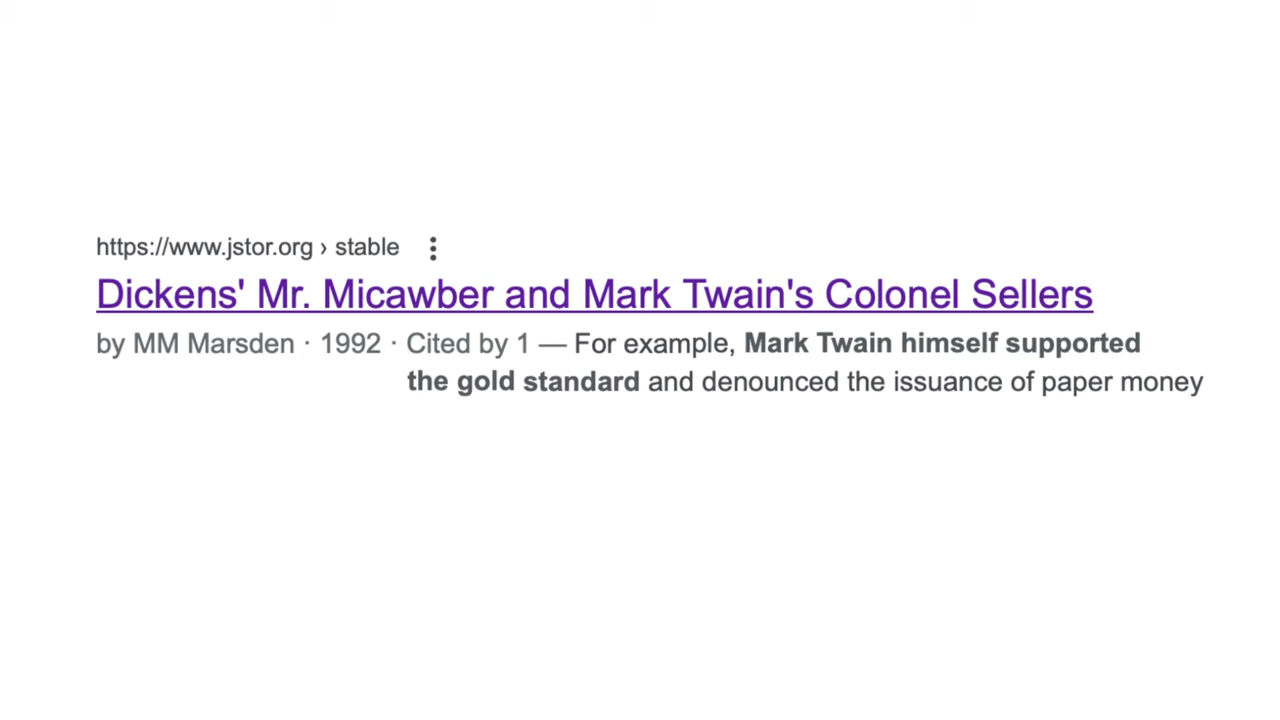 https://www.jstor.org › stable
Dickens' Mr. Micawber and Mark Twain's Colonel Sellers
by MM Marsden · 1992 · Cited by 1 — For example, Mark Twain himself supported
the gold standard and denounced the issuance of paper money